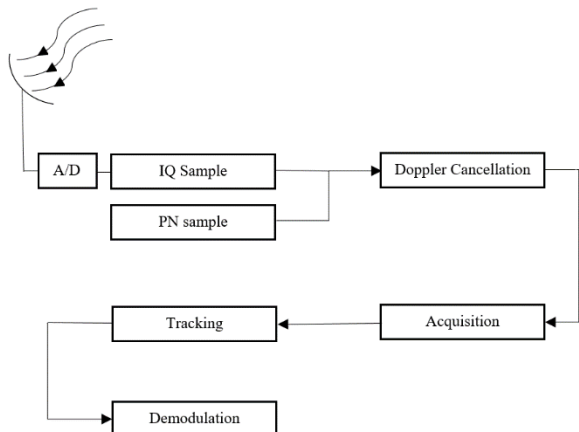 A/D
IQ Sample
Doppler Cancellation
PN sample
Tracking
Acquisition
Demodulation